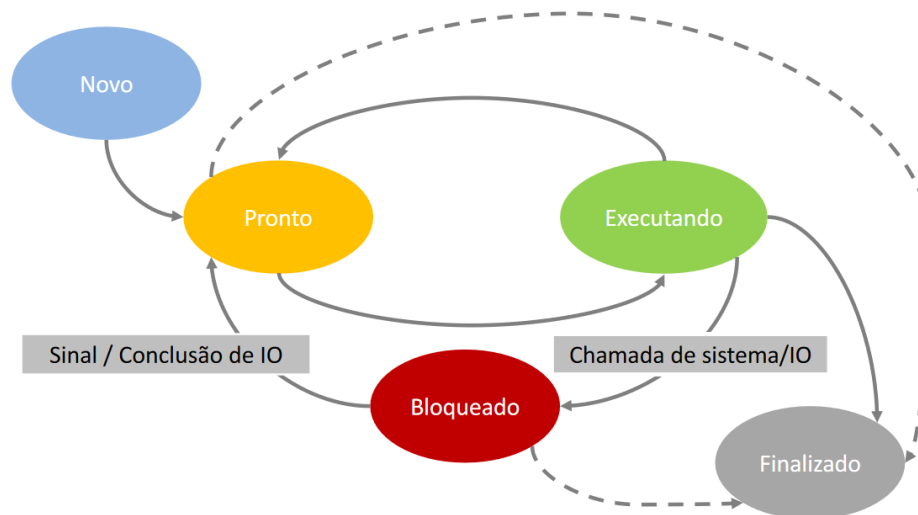 Novo
Pronto
Executando
Sinal / Conclusão de IO
Chamada de sistema/IO
Bloqueado
Finalizado